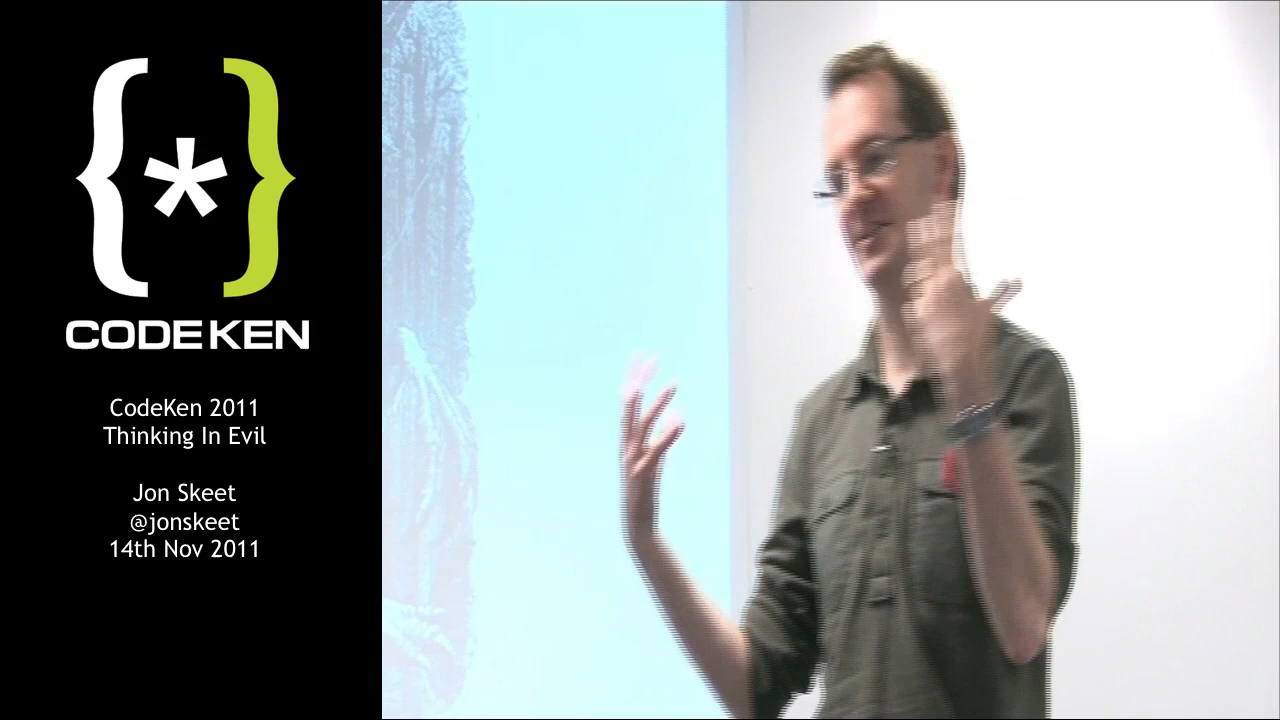 {*}
CODEKEN
CodeKen 2011
Thinking In Evil
Jon Skeet
@jonskeet
14th Nov 2011